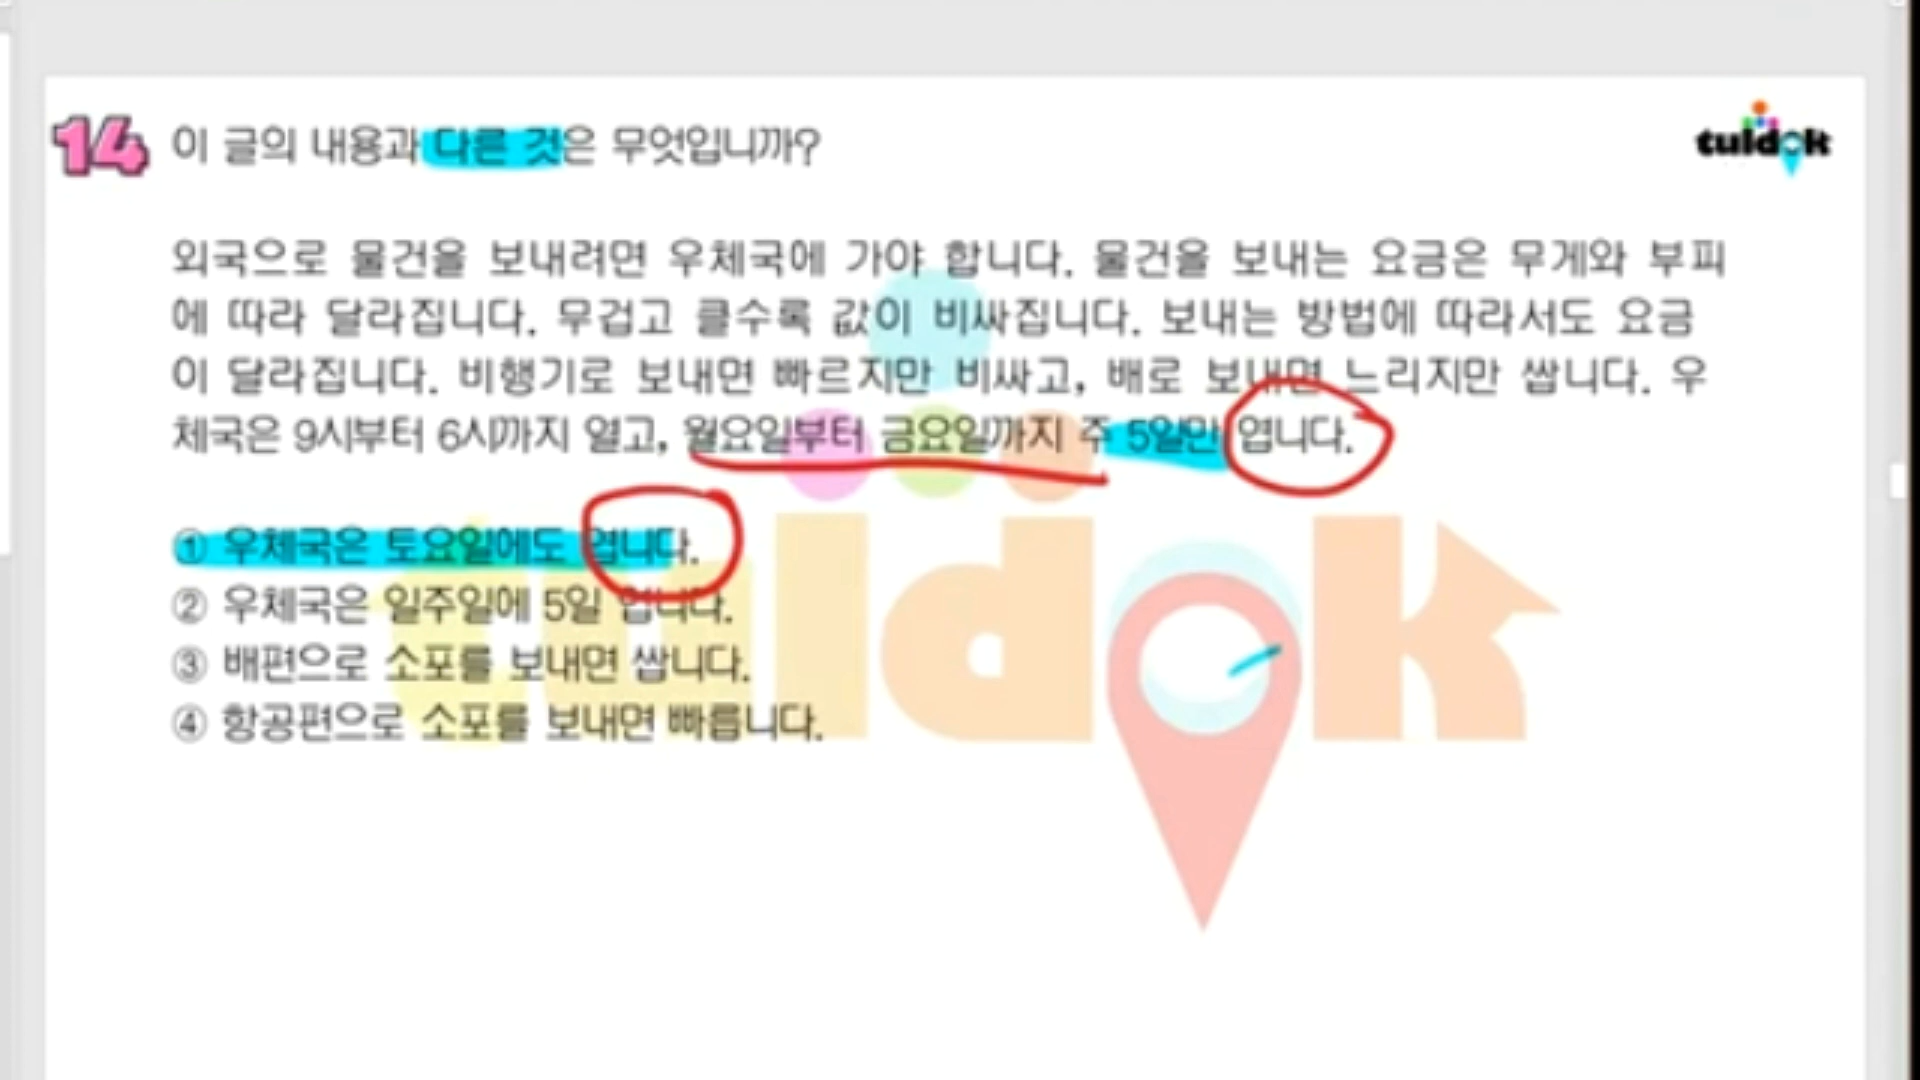 14 이 글의 내용과 다른 것은 무엇입니까?
tuldok
외국으로 물건을 보내려면 우체국에 가야 합니다. 물건을 보내는 요금은 무게와 부피
에 따라 달라집니다. 무겁고 클수록 값이 비싸집니다. 보내는 방법에 따라서도 요금
이 달라집니다. 비행기로 보내면 빠르지만 비싸고, 배로 보내면 느리지만 쌉니다. 우
체국은 9시부터 6시까지 열고, 월요일부터 금요일까지 주 5일만 엽니다.
① 우체국은 토요일에도 엽니다.
② 우체국은 일주일에 5일 엽니다.
③ 배편으로 소포를 보내면 쌉니다.
④ 항공편으로 소포를 보내면 빠릅니다.
tuldok